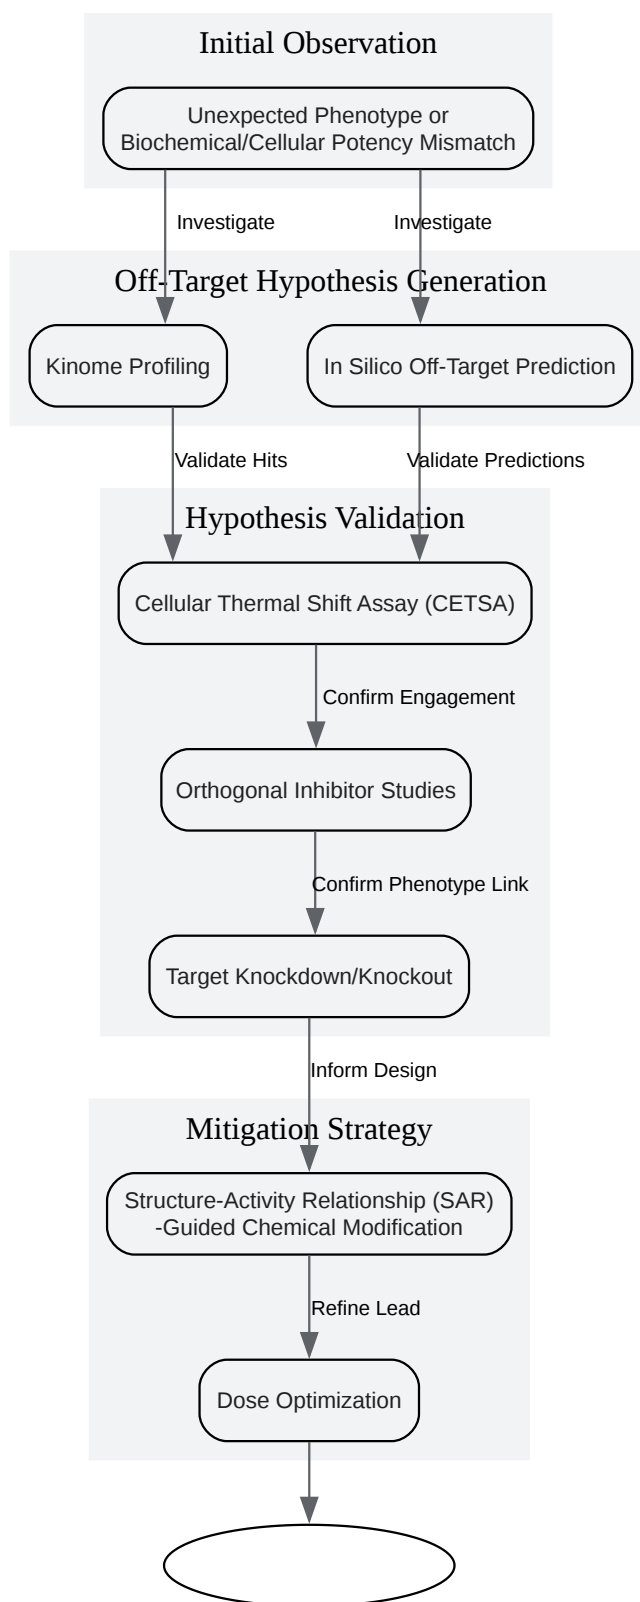 Initial Observation
Unexpected Phenotype or
Biochemical/Cellular Potency Mismatch
Investigate
Investigate
Off-Target Hypothesis Generation
Kinome Profiling
In Silico Off-Target Prediction
Validate Hits
Validate Predictions
Hypothesis Validation
Cellular Thermal Shift Assay (CETSA)
Confirm Engagement
Orthogonal Inhibitor Studies
Confirm Phenotype Link
Target Knockdown/Knockout
Inform Design
Mitigation Strategy
Structure-Activity Relationship (SAR)
-Guided Chemical Modification
Refine Lead
Dose Optimization